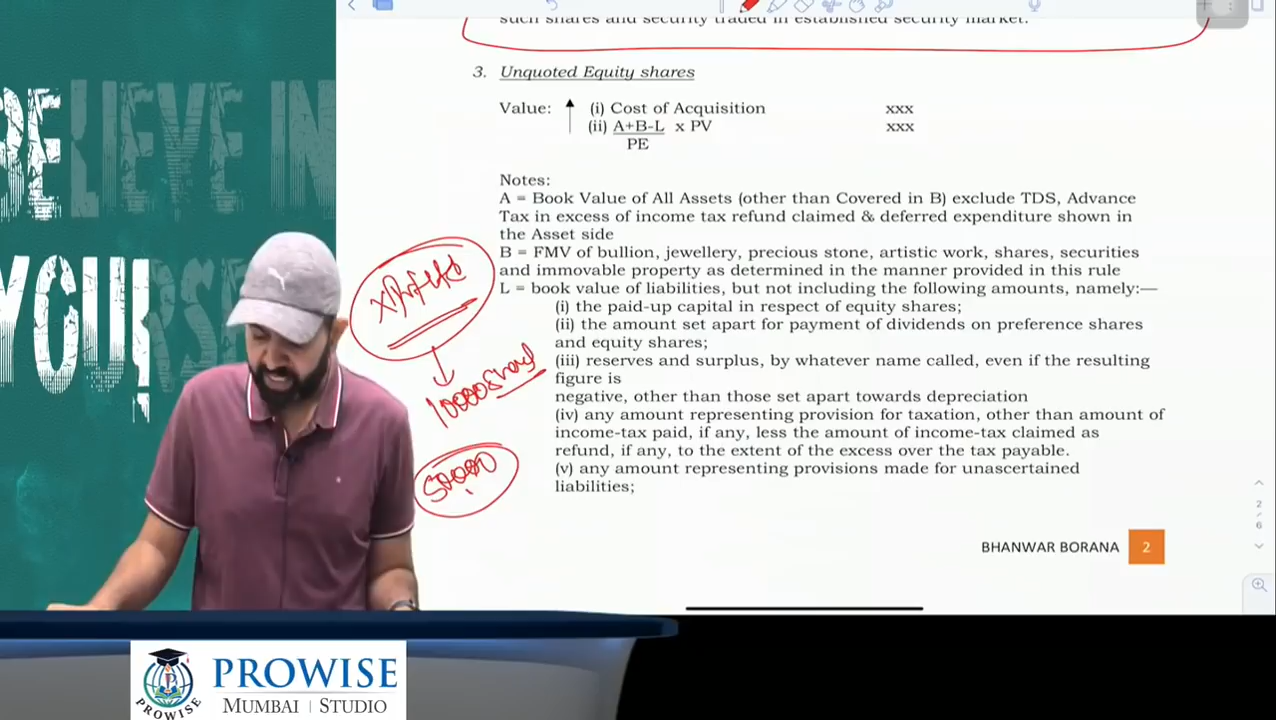 such shares and security traded in established security market.
3. Unquoted Equity shares
Value: (i) Cost of Acquisition xxx
(ii) A+B-L x PV xxx
PE
Notes:
A = Book Value of All Assets (other than Covered in B) exclude TDS, Advance
Tax in excess of income tax refund claimed & deferred expenditure shown in
the Asset side
B = FMV of bullion, jewellery, precious stone, artistic work, shares, securities
and immovable property as determined in the manner provided in this rule
L = book value of liabilities, but not including the following amounts, namely:—
(i) the paid-up capital in respect of equity shares;
(ii) the amount set apart for payment of dividends on preference shares
and equity shares;
(iii) reserves and surplus, by whatever name called, even if the resulting
figure is
negative, other than those set apart towards depreciation
(iv) any amount representing provision for taxation, other than amount of
income-tax paid, if any, less the amount of income-tax claimed as
refund, if any, to the extent of the excess over the tax payable.
(v) any amount representing provisions made for unascertained
liabilities;
BHANWAR BORANA 2
2
/
6
BELIEVE IN
YOURSELF
YOU!
PROWISE
MUMBAI | STUDIO
PROWISE